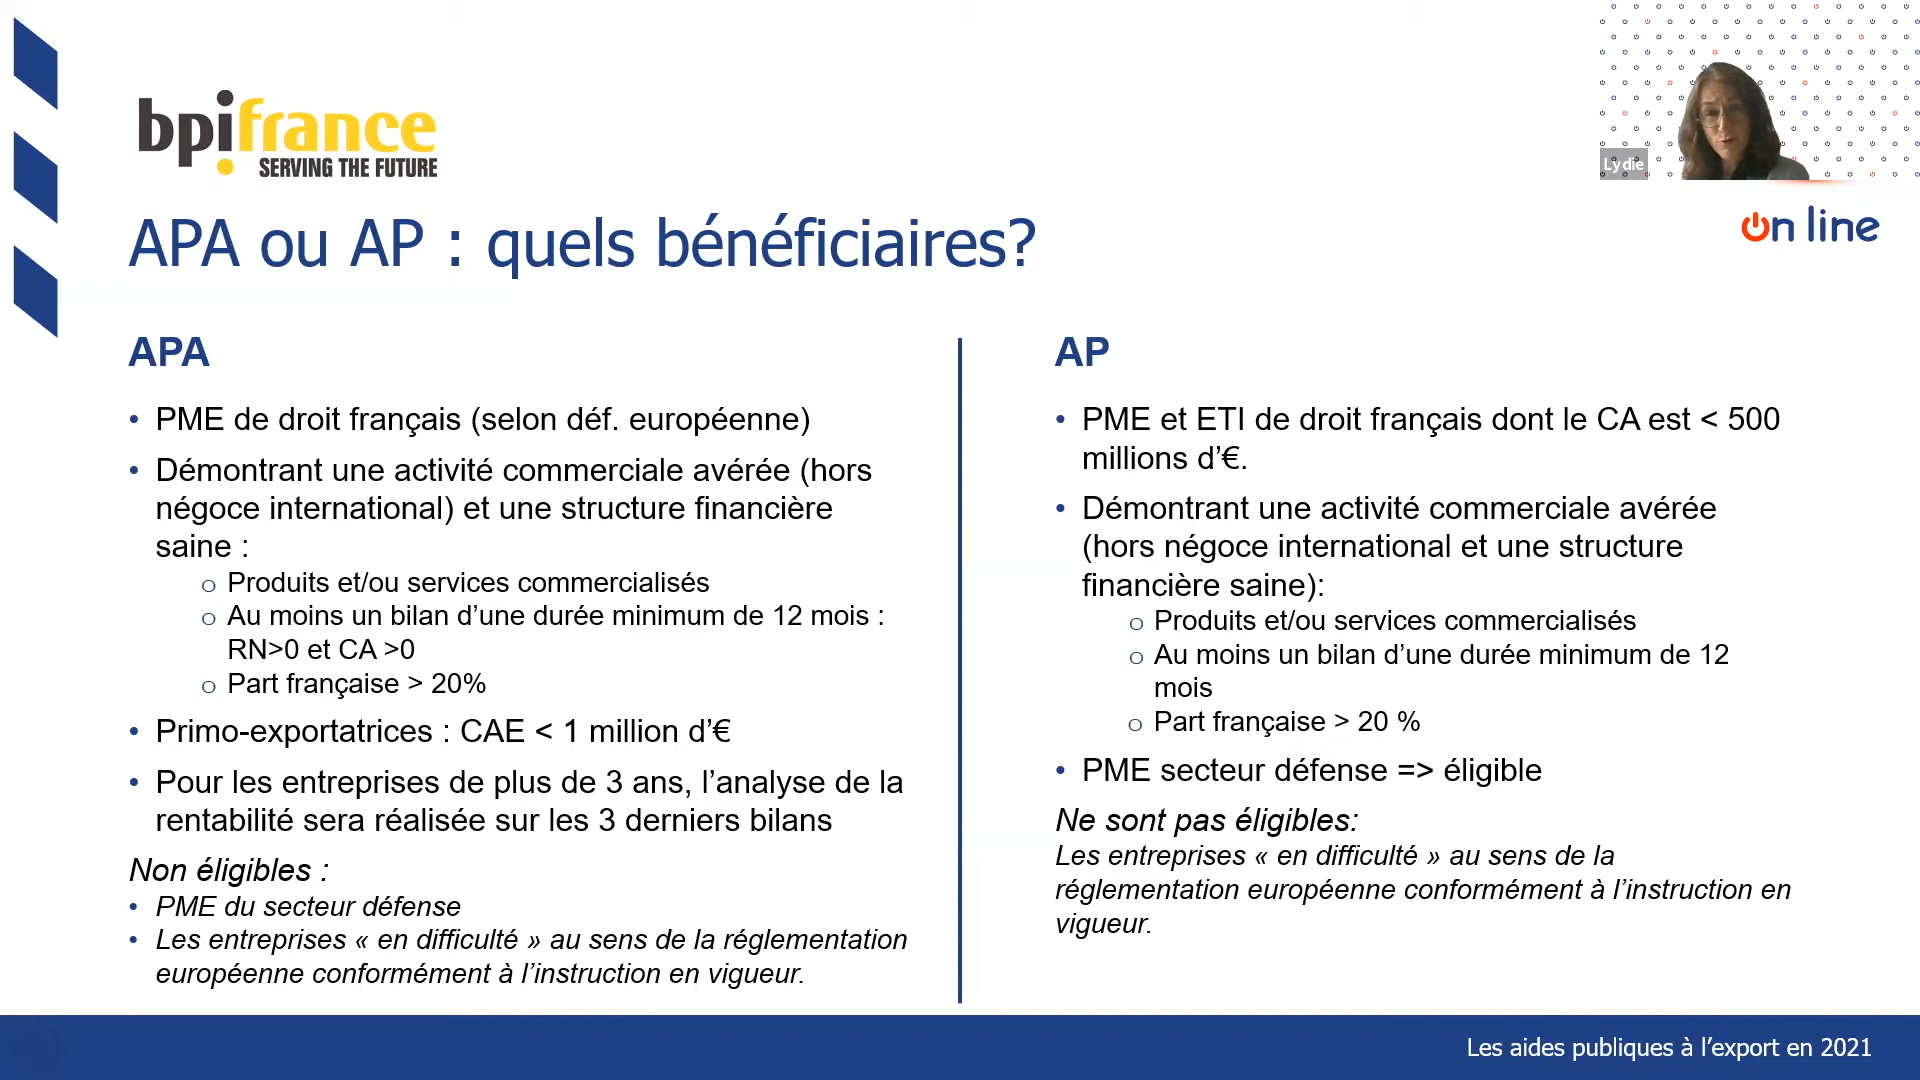 bpifrance
SERVING THE FUTURE
Lydie
on line
APA ou AP : quels bénéficiaires?
APA
• PME de droit français (selon déf. européenne)
• Démontrant une activité commerciale avérée (hors
négoce international) et une structure financière
saine :
o Produits et/ou services commercialisés
o Au moins un bilan d’une durée minimum de 12 mois :
RN>0 et CA >0
o Part française > 20%
• Primo-exportatrices : CAE < 1 million d’€
• Pour les entreprises de plus de 3 ans, l’analyse de la
rentabilité sera réalisée sur les 3 derniers bilans
Non éligibles :
• PME du secteur défense
• Les entreprises « en difficulté » au sens de la réglementation
européenne conformément à l’instruction en vigueur.
AP
• PME et ETI de droit français dont le CA est < 500
millions d’€.
• Démontrant une activité commerciale avérée
(hors négoce international et une structure
financière saine):
o Produits et/ou services commercialisés
o Au moins un bilan d’une durée minimum de 12
mois
o Part française > 20 %
• PME secteur défense => éligible
Ne sont pas éligibles:
Les entreprises « en difficulté » au sens de la
réglementation européenne conformément à l’instruction en
vigueur.
Les aides publiques à l’export en 2021